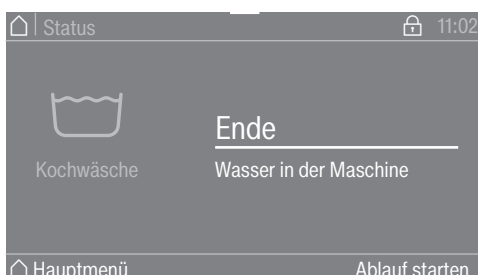 Status 11:02
Ende
Kochwäsche Wasser in der Maschine
Hauptmenü Ablauf starten